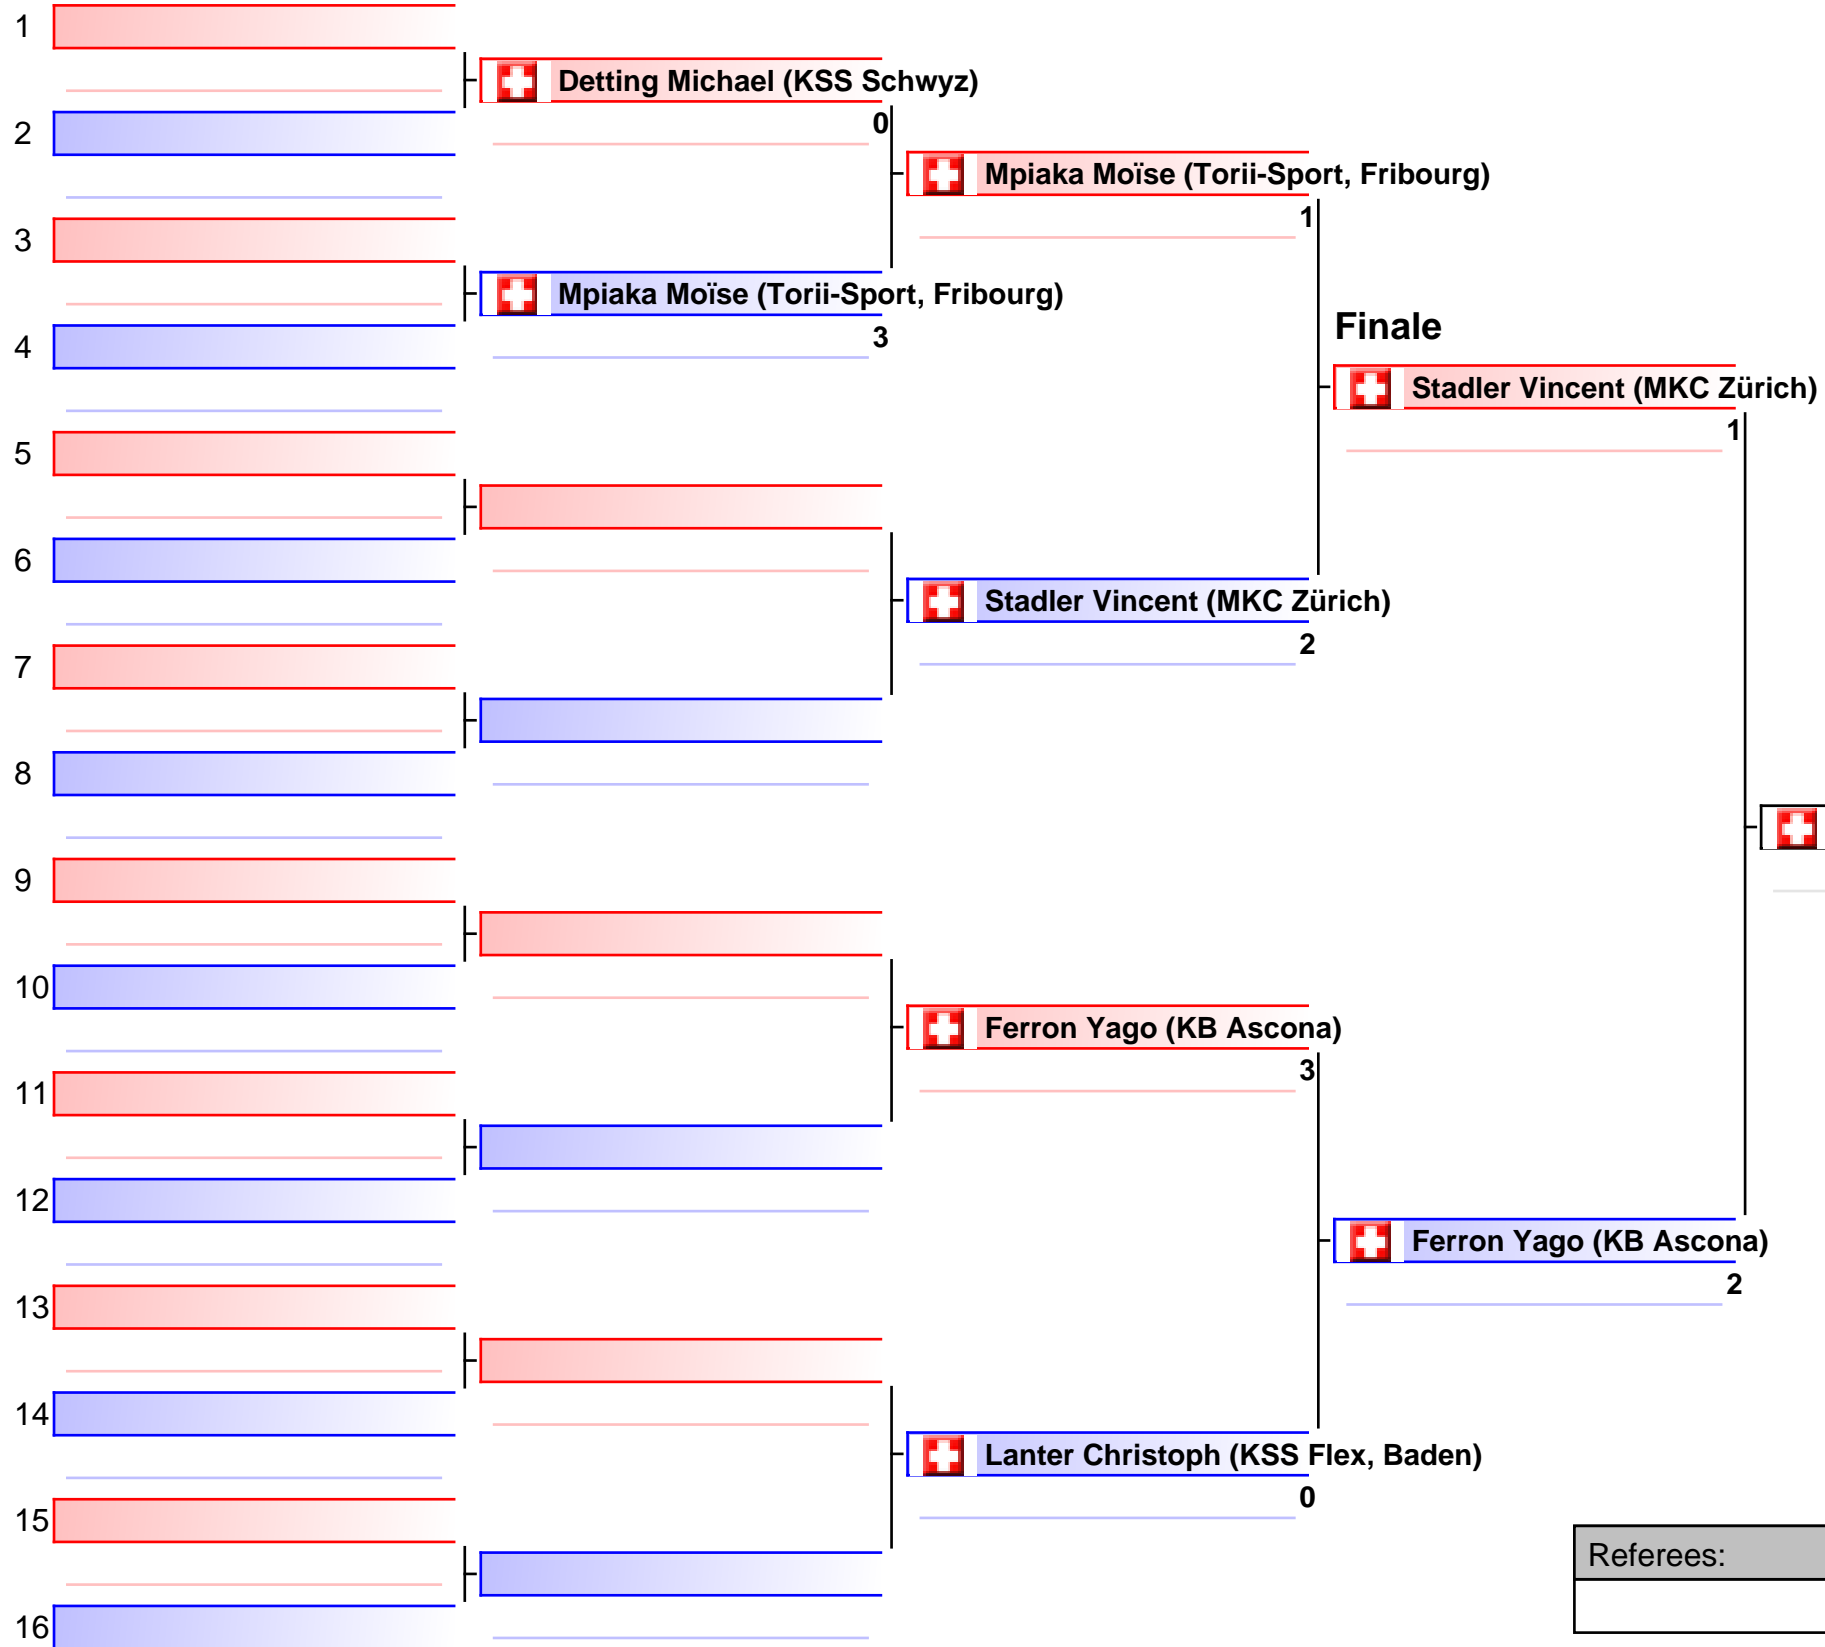 1
Detting Michael (KSS Schwyz)
0
2
Mpiaka Moïse (Torii-Sport, Fribourg)
1
3
Mpiaka Moïse (Torii-Sport, Fribourg)
3
4
Finale
Stadler Vincent (MKC Zürich)
1
5
6
Stadler Vincent (MKC Zürich)
2
7
8
9
10
Ferron Yago (KB Ascona)
3
11
12
Ferron Yago (KB Ascona)
2
13
14
Lanter Christoph (KSS Flex, Baden)
0
15
Referees:
16